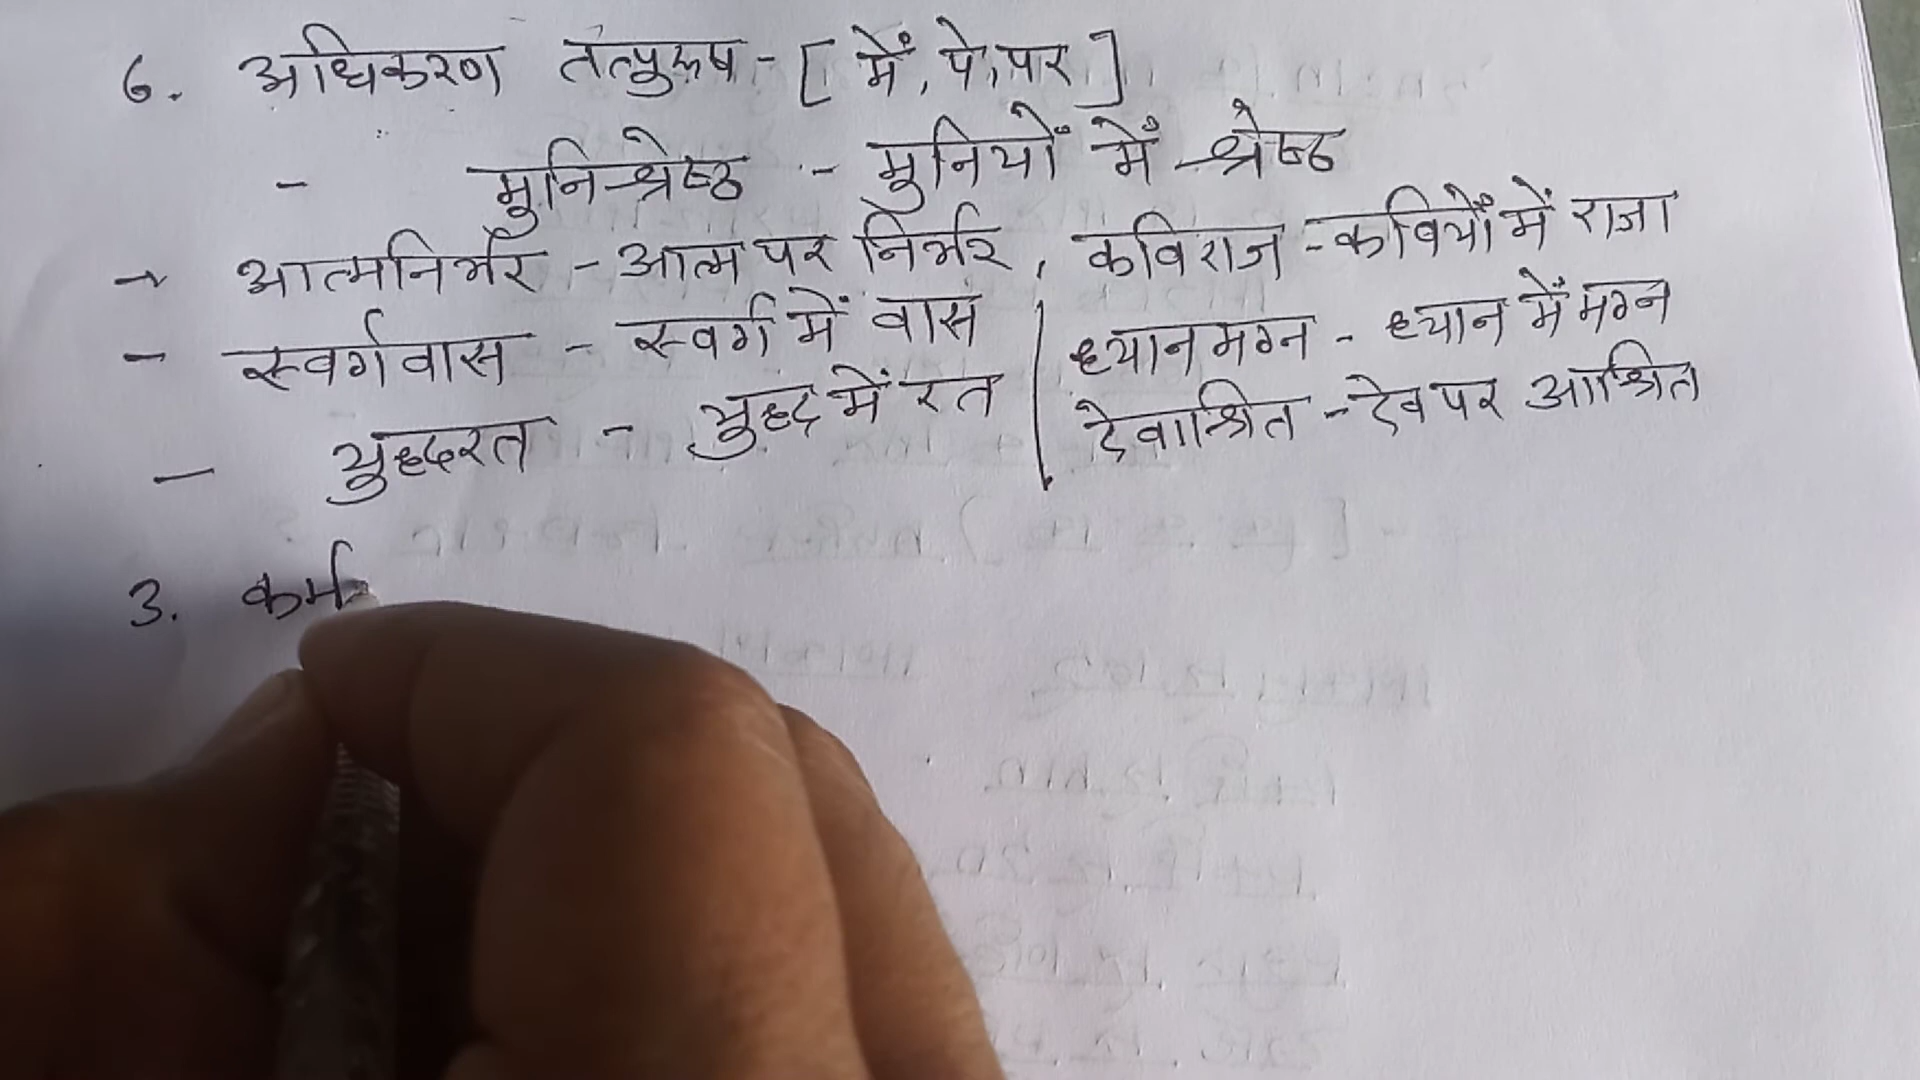 6. अधिकरण तत्पुरूष - [ में, पे, पर ]
- मुनिश्रेष्ठ - मुनियों में श्रेष्ठ
→ आत्मनिर्भर - आत्म पर निर्भर, कविराज - कवियों में राजा
- स्वर्गवास - स्वर्ग में वास | ध्यानमग्न - ध्यान में मग्न
- युद्धरत - युद्ध में रत | देवाश्रित - देव पर आश्रित
3. कर्म